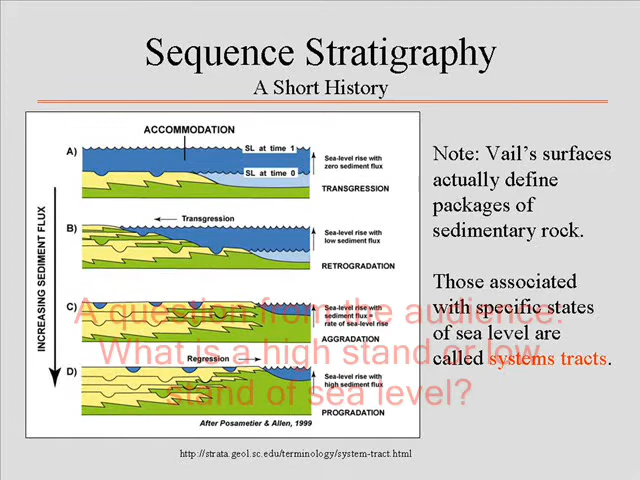 Sequence Stratigraphy
A Short History
ACCOMMODATION
A)
SL at time 1
SL at time 0
Sea-level rise with
zero sediment flux
TRANSGRESSION
Transgression
B)
Sea-level rise with
low sediment flux
RETROGRADATION
INCREASING SEDIMENT FLUX
C)
Sea-level rise with
sediment flux =
rate of sea-level rise
AGGRADATION
Regression
D)
Sea-level rise with
high sediment flux
PROGRADATION
After Posametier & Allen, 1999
Note: Vail's surfaces
actually define
packages of
sedimentary rock.
Those associated
with specific states
of sea level are
called systems tracts.
A question from the audience:
What is a high stand or low
stand of sea level?
http://strata.geol.sc.edu/terminology/system-tract.html